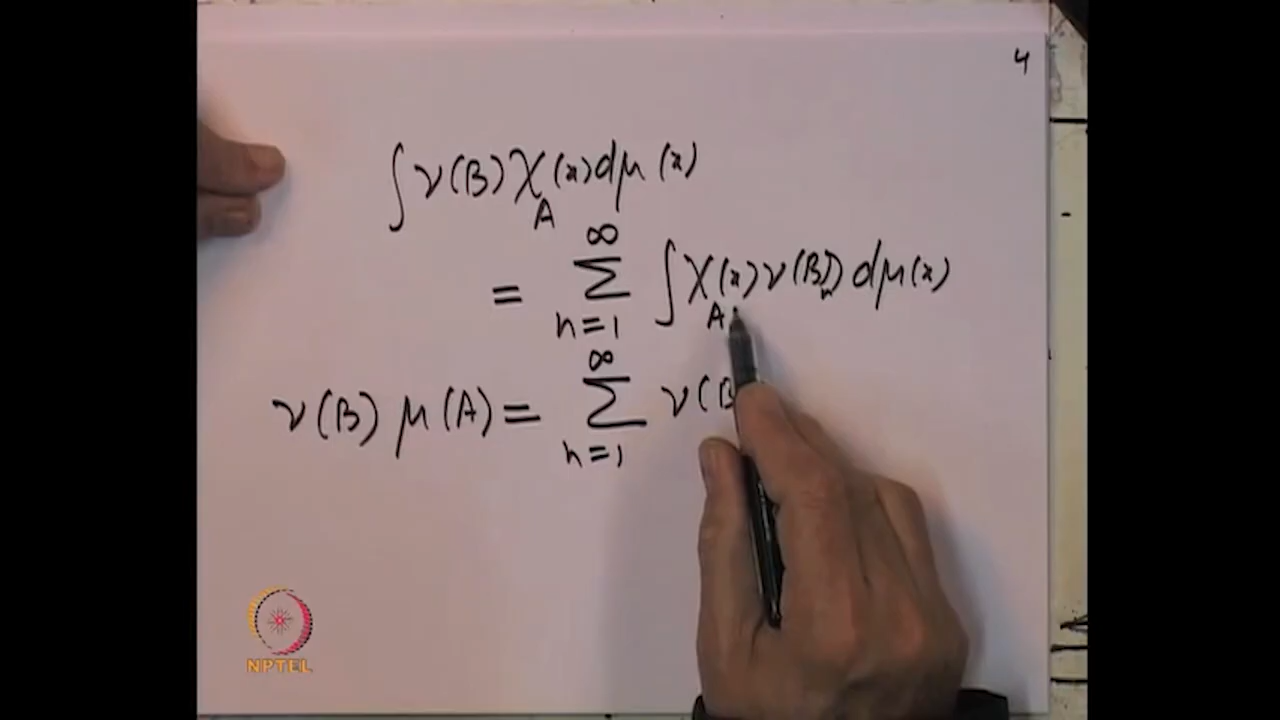 4
∫ ν(B) χ_A (x) dμ (x)
= ∑_{n=1}^{∞} ∫ χ_A (x) ν(B_n) dμ(x)
ν(B) μ(A) = ∑_{n=1}^{∞} ν(B
NPTEL